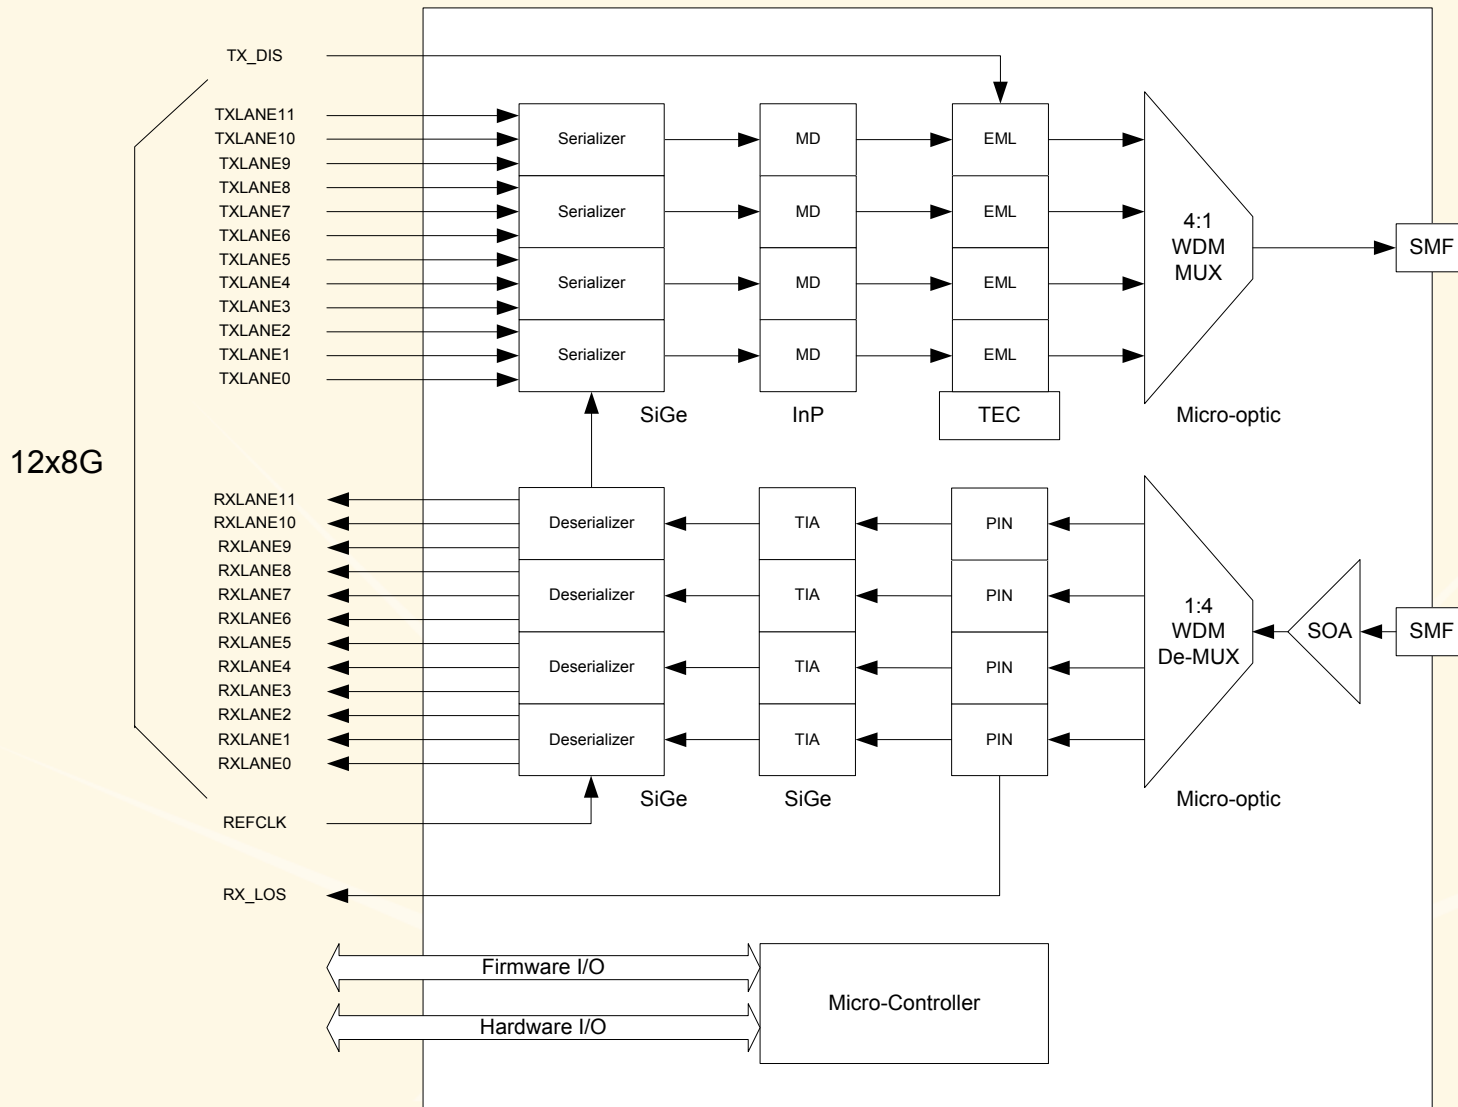 TX_DIS
TXLANE11
TXLANE10
TXLANE9
TXLANE8
TXLANE7
TXLANE6
TXLANE5
TXLANE4
TXLANE3
TXLANE2
TXLANE1
TXLANE0
Serializer
MD
EML
Serializer
MD
EML
Serializer
MD
EML
Serializer
MD
EML
4:1
WDM
MUX
SMF
SiGe
InP
TEC
Micro-optic
12x8G
RXLANE11
RXLANE10
RXLANE9
RXLANE8
RXLANE7
RXLANE6
RXLANE5
RXLANE4
RXLANE3
RXLANE2
RXLANE1
RXLANE0
Deserializer
TIA
PIN
Deserializer
TIA
PIN
Deserializer
TIA
PIN
Deserializer
TIA
PIN
1:4
WDM
De-MUX
SOA
SMF
SiGe
SiGe
Micro-optic
REFCLK
RX_LOS
Firmware I/O
Hardware I/O
Micro-Controller